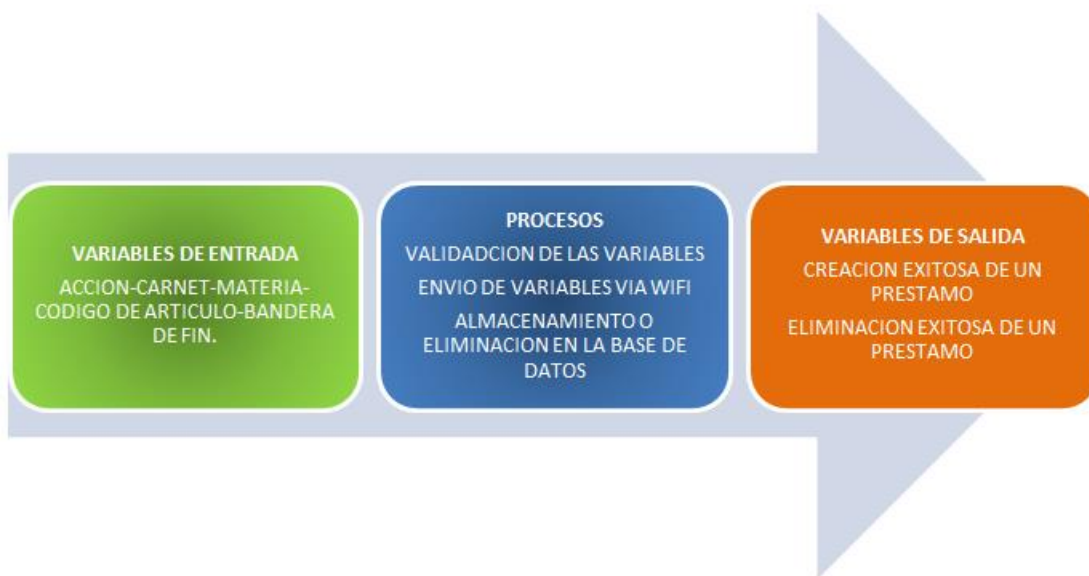 VARIABLES DE ENTRADA
ACCION-CARNET-MATERIA-
CODIGO DE ARTICULO-BANDERA
DE FIN.
PROCESOS
VALIDADCION DE LAS VARIABLES
ENVIO DE VARIABLES VIA WIFI
ALMACENAMIENTO O
ELIMINACION EN LA BASE DE
DATOS
VARIABLES DE SALIDA
CREACION EXITOSA DE UN
PRESTAMO
ELIMINACION EXITOSA DE UN
PRESTAMO